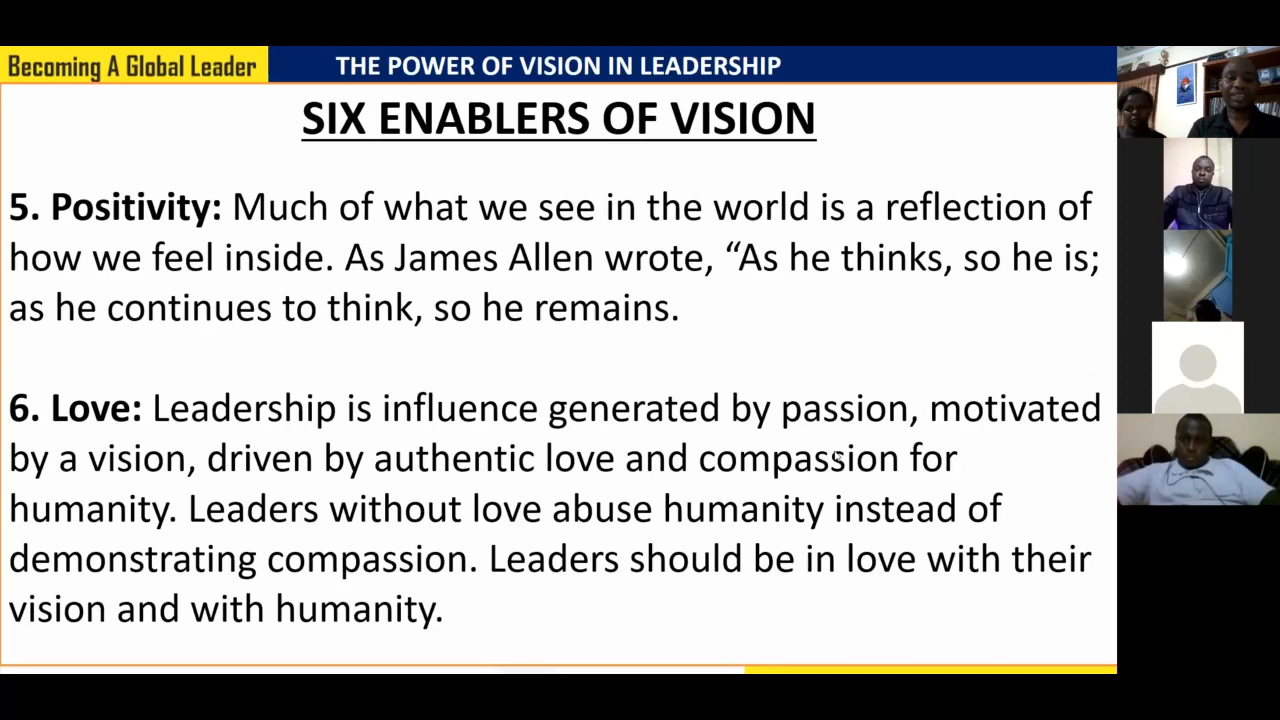 Becoming A Global Leader
THE POWER OF VISION IN LEADERSHIP
SIX ENABLERS OF VISION
5. Positivity: Much of what we see in the world is a reflection of
how we feel inside. As James Allen wrote, “As he thinks, so he is;
as he continues to think, so he remains.
6. Love: Leadership is influence generated by passion, motivated
by a vision, driven by authentic love and compassion for
humanity. Leaders without love abuse humanity instead of
demonstrating compassion. Leaders should be in love with their
vision and with humanity.